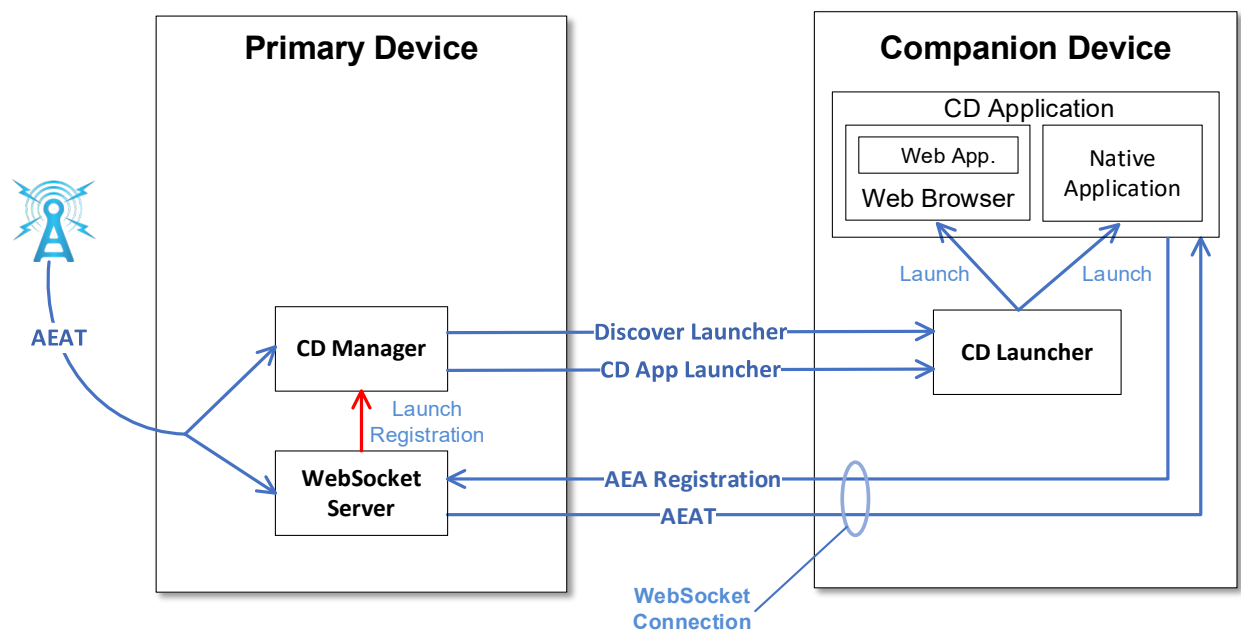 Primary Device
Companion Device
CD Application
Web App.
Web Browser
Native
Application
Launch
Launch
AEAT
CD Manager
Discover Launcher
CD App Launcher
CD Launcher
Launch
Registration
WebSocket
Server
AEA Registration
AEAT
WebSocket
Connection